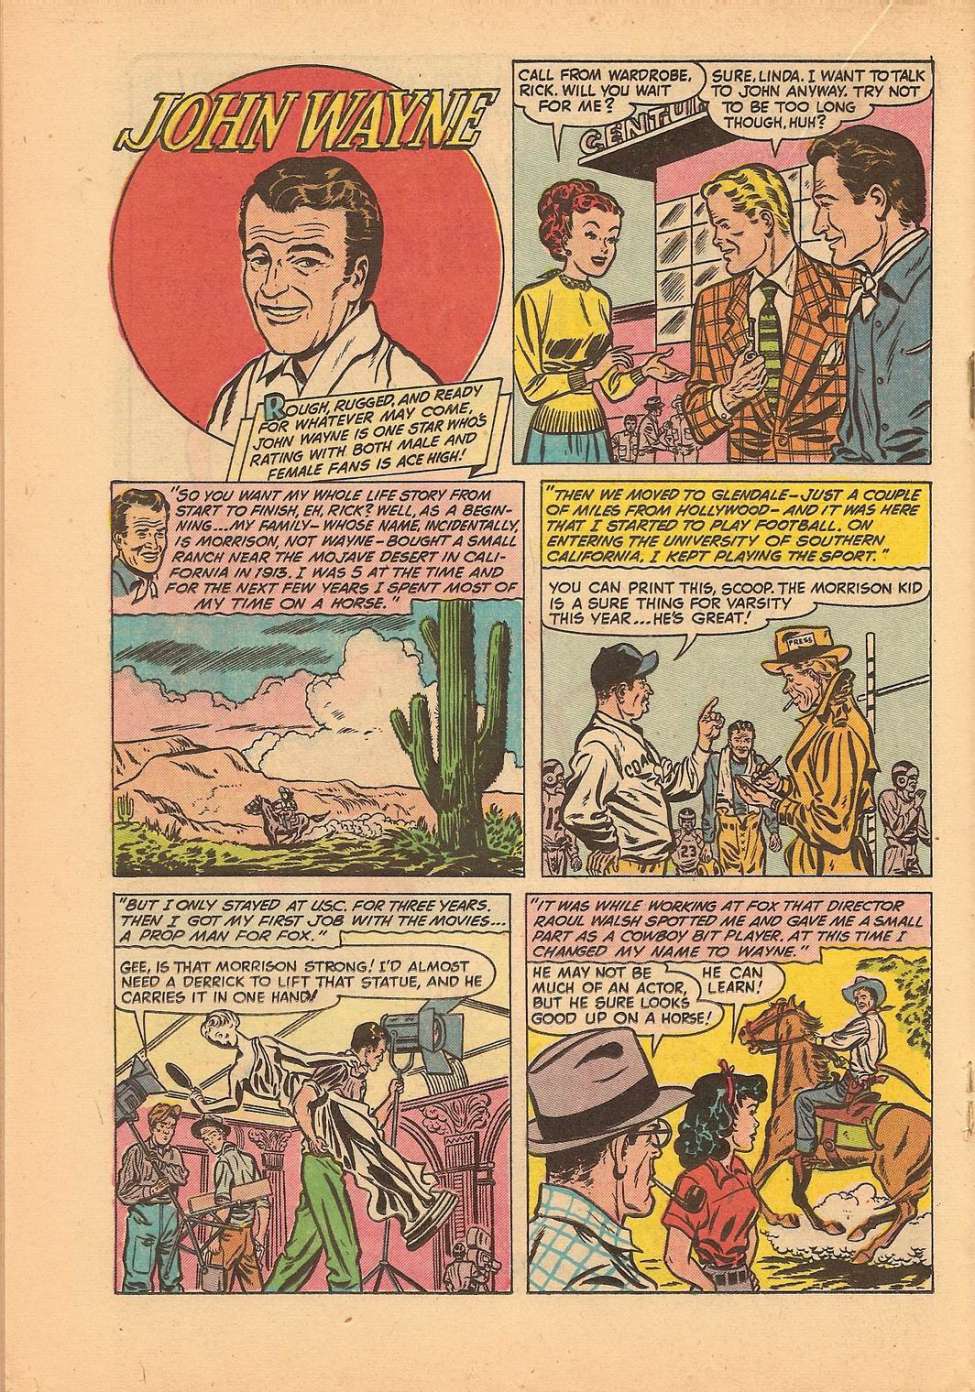 JOHN WAYNE
ROUGH, RUGGED, AND READY
FOR WHATEVER MAY COME,
JOHN WAYNE IS ONE STAR WHO'S
RATING WITH BOTH MALE AND
FEMALE FANS IS ACE HIGH!
CALL FROM WARDROBE,
RICK. WILL YOU WAIT
FOR ME?
SURE, LINDA. I WANT TO TALK
TO JOHN ANYWAY. TRY NOT
TO BE TOO LONG
THOUGH, HUH?
CENTU
"SO YOU WANT MY WHOLE LIFE STORY FROM
START TO FINISH, EH, RICK? WELL, AS A BEGIN-
NING...MY FAMILY—WHOSE NAME, INCIDENTALLY,
IS MORRISON, NOT WAYNE—BOUGHT A SMALL
RANCH NEAR THE MOJAVE DESERT IN CALI-
FORNIA IN 1913. I WAS 5 AT THE TIME AND
FOR THE NEXT FEW YEARS I SPENT MOST OF
MY TIME ON A HORSE."
"THEN WE MOVED TO GLENDALE—JUST A COUPLE
OF MILES FROM HOLLYWOOD—AND IT WAS HERE
THAT I STARTED TO PLAY FOOTBALL. ON
ENTERING THE UNIVERSITY OF SOUTHERN
CALIFORNIA, I KEPT PLAYING THE SPORT."
YOU CAN PRINT THIS, SCOOP. THE MORRISON KID
IS A SURE THING FOR VARSITY
THIS YEAR...HE'S GREAT!
PRESS
COACH
23
"BUT I ONLY STAYED AT U.S.C. FOR THREE YEARS.
THEN I GOT MY FIRST JOB WITH THE MOVIES...
A PROP MAN FOR FOX."
GEE, IS THAT MORRISON STRONG! I'D ALMOST
NEED A DERRICK TO LIFT THAT STATUE, AND HE
CARRIES IT IN ONE HAND!
"IT WAS WHILE WORKING AT FOX THAT DIRECTOR
RAOUL WALSH SPOTTED ME AND GAVE ME A SMALL
PART AS A COWBOY BIT PLAYER. AT THIS TIME I
CHANGED MY NAME TO WAYNE."
HE MAY NOT BE
MUCH OF AN ACTOR,
BUT HE SURE LOOKS
GOOD UP ON A HORSE!
HE CAN
LEARN!